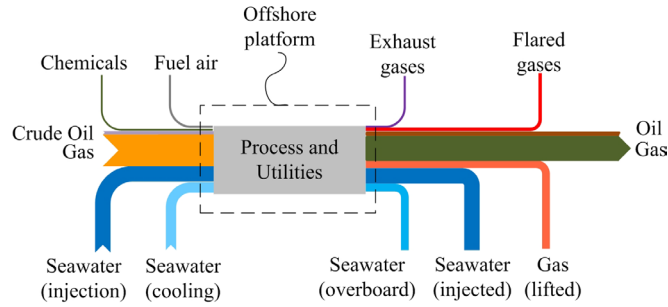 Offshore
platform
Chemicals
Fuel air
Exhaust
gases
Flared
gases
Crude Oil
Gas
Process and
Utilities
Oil
Gas
Seawater
(injection)
Seawater
(cooling)
Seawater
(overboard)
Seawater
(injected)
Gas
(lifted)